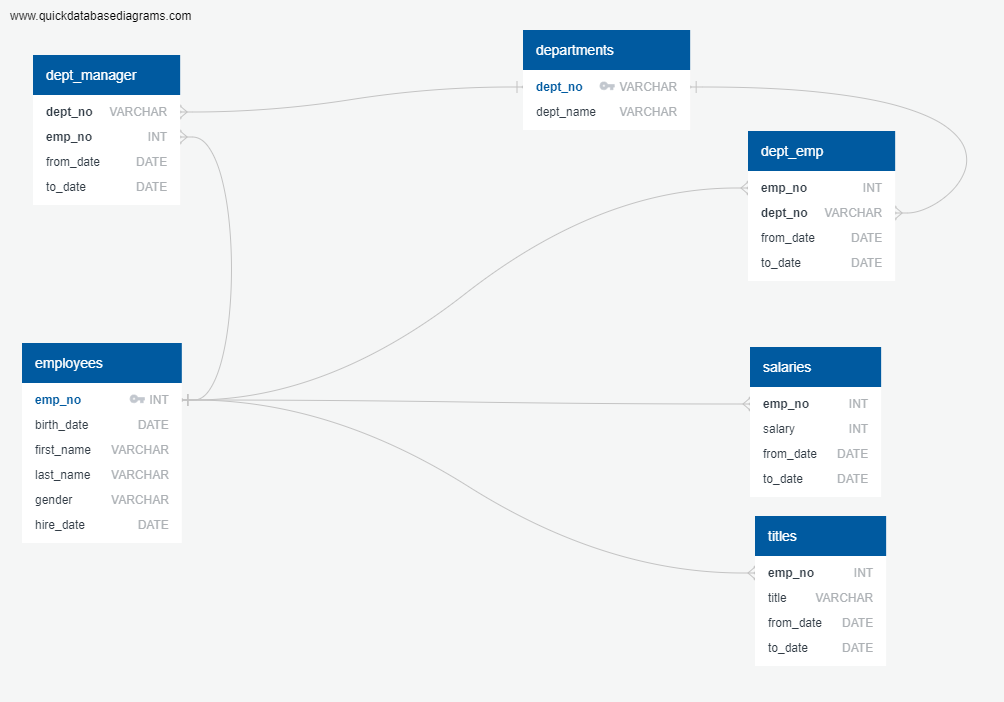 www.quickdatabasediagrams.com
dept_manager
dept_no VARCHAR
emp_no INT
from_date DATE
to_date DATE
departments
dept_no VARCHAR
dept_name VARCHAR
dept_emp
emp_no INT
dept_no VARCHAR
from_date DATE
to_date DATE
employees
emp_no INT
birth_date DATE
first_name VARCHAR
last_name VARCHAR
gender VARCHAR
hire_date DATE
salaries
emp_no INT
salary INT
from_date DATE
to_date DATE
titles
emp_no INT
title VARCHAR
from_date DATE
to_date DATE